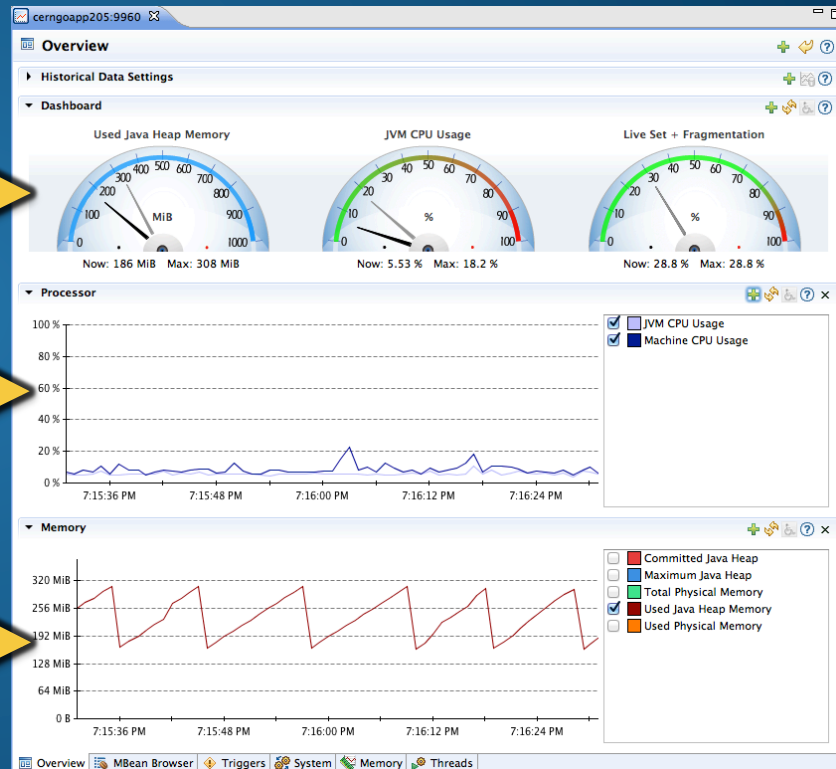 cerngoapp205:9960
Overview
Historical Data Settings
Dashboard
Used Java Heap Memory
0 100 200 300 400 500 600 700 800 900 1000
MiB
Now: 186 MiB Max: 308 MiB
JVM CPU Usage
0 10 20 30 40 50 60 70 80 90 100
%
Now: 5.53 % Max: 18.2 %
Live Set + Fragmentation
0 10 20 30 40 50 60 70 80 90 100
%
Now: 28.8 % Max: 28.8 %
Processor
100 %
80 %
60 %
40 %
20 %
0 %
7:15:36 PM 7:15:48 PM 7:16:00 PM 7:16:12 PM 7:16:24 PM
JVM CPU Usage
Machine CPU Usage
Memory
320 MiB
256 MiB
192 MiB
128 MiB
64 MiB
0 B
7:15:36 PM 7:15:48 PM 7:16:00 PM 7:16:12 PM 7:16:24 PM
Committed Java Heap
Maximum Java Heap
Total Physical Memory
Used Java Heap Memory
Used Physical Memory
Overview MBean Browser Triggers System Memory Threads